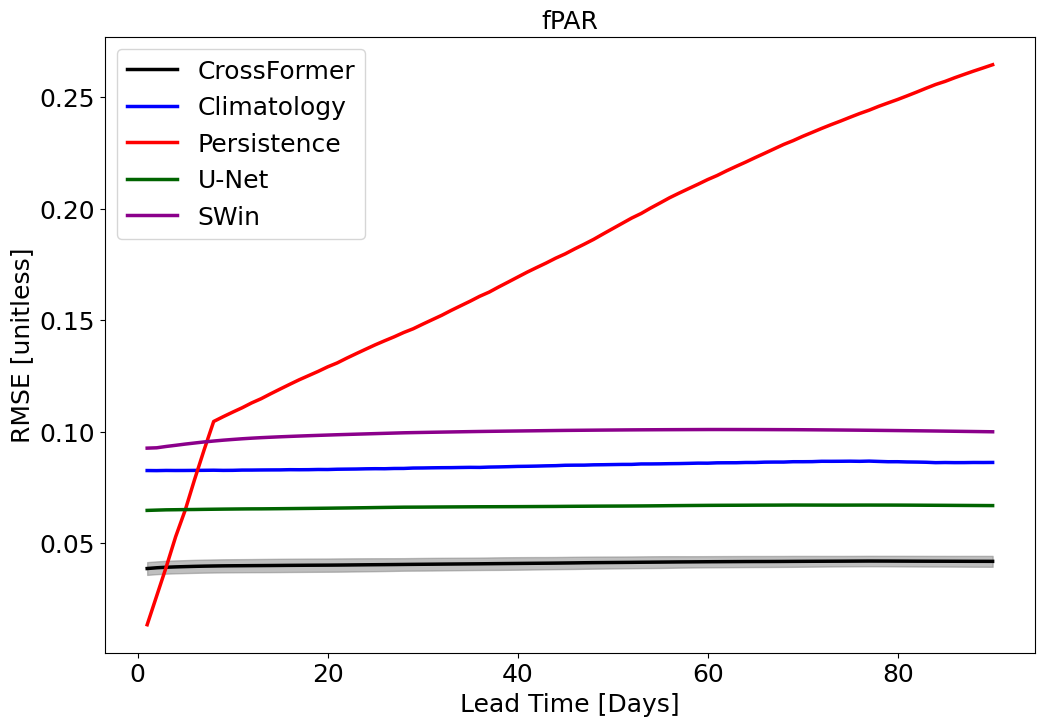 fPAR
CrossFormer
Climatology
Persistence
U-Net
SWin
RMSE [unitless]
0.25
0.20
0.15
0.10
0.05
0 20 40 60 80
Lead Time [Days]